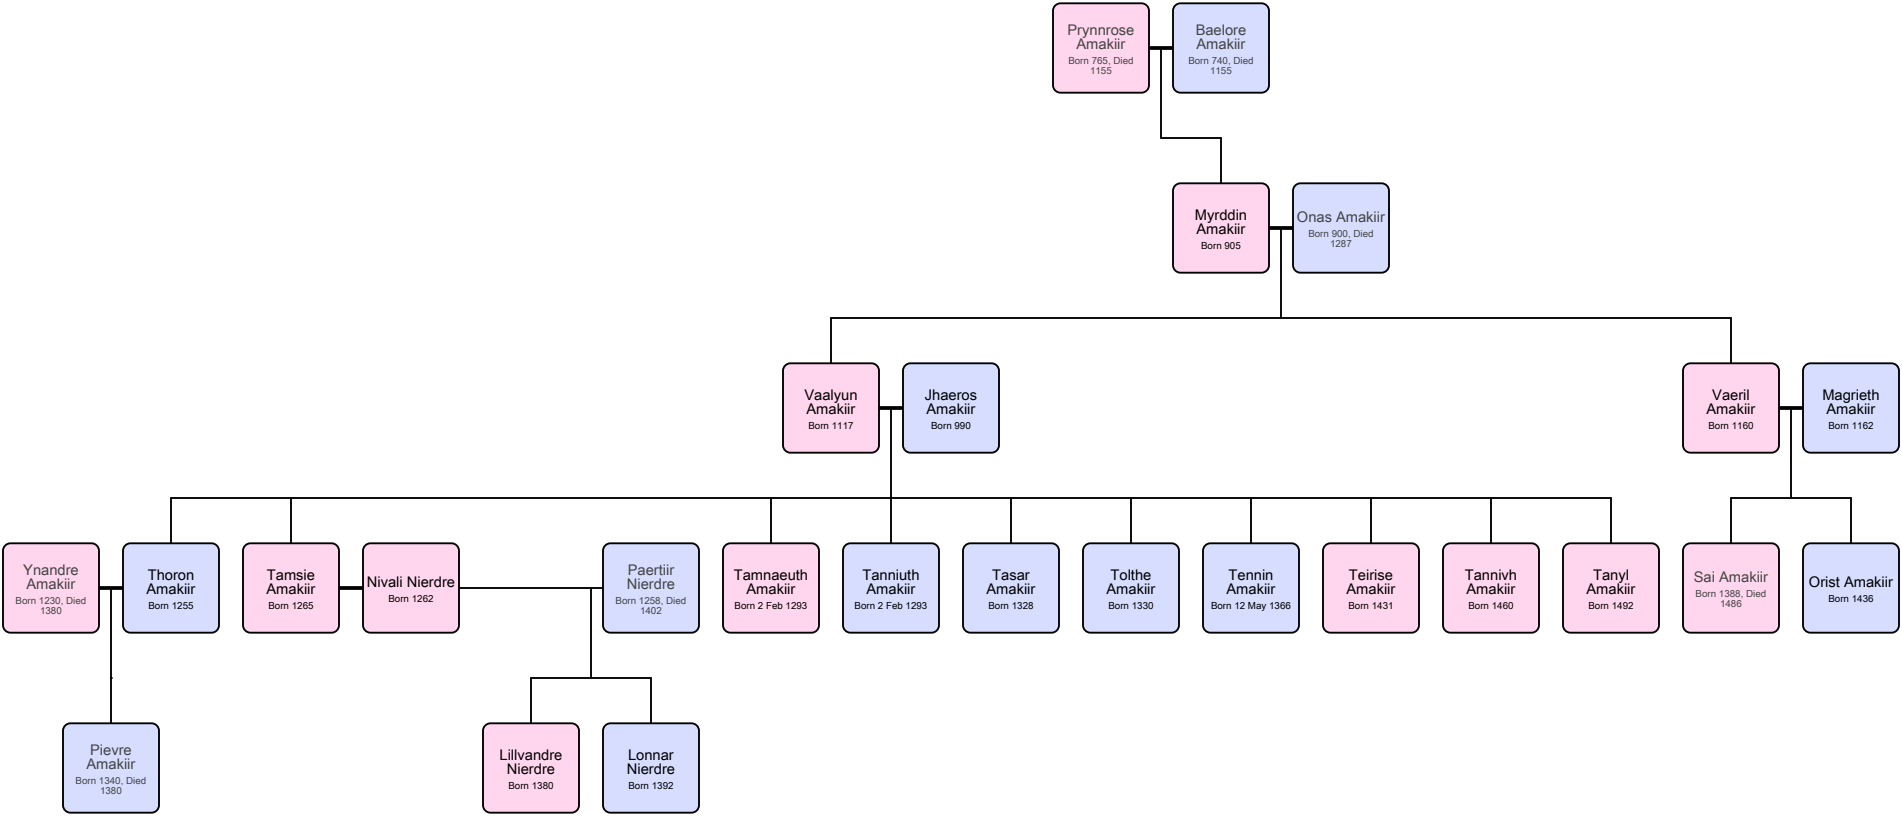 Prynnrose
Amakiir
Born 765, Died
1155
Baelore
Amakiir
Born 740, Died
1155
Myrddin
Amakiir
Born 905
Onas Amakiir
Born 900, Died
1287
Vaalyun
Amakiir
Born 1117
Jhaeros
Amakiir
Born 990
Vaeril
Amakiir
Born 1160
Magrieth
Amakiir
Born 1162
Ynandre
Amakiir
Born 1230, Died
1380
Thoron
Amakiir
Born 1255
Tamsie
Amakiir
Born 1265
Nivali Nierdre
Born 1262
Paertiir
Nierdre
Born 1258, Died
1402
Tamnaeuth
Amakiir
Born 2 Feb 1293
Tanniuth
Amakiir
Born 2 Feb 1293
Tasar
Amakiir
Born 1328
Tolthe
Amakiir
Born 1330
Tennin
Amakiir
Born 12 May 1366
Teirise
Amakiir
Born 1431
Tannivh
Amakiir
Born 1460
Tanyl
Amakiir
Born 1492
Sai Amakiir
Born 1388, Died
1486
Orist Amakiir
Born 1436
Pievre
Amakiir
Born 1340, Died
1380
Lillvandre
Nierdre
Born 1380
Lonnar
Nierdre
Born 1392